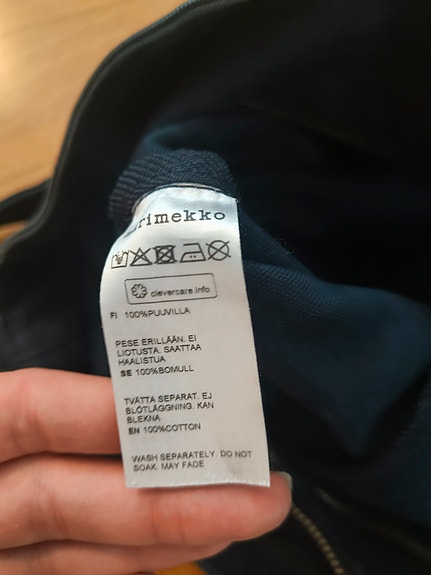 rimekko
clevercare.info
FI 100%PUUVILLA
PESE ERILLÄÄN. EI
LIOTUSTA. SAATTAA
HAALISTUA
SE 100%BOMULL
TVÄTTA SEPARAT. EJ
BLÖTLÄGGNING. KAN
BLEKNA
EN 100%COTTON
WASH SEPARATELY. DO NOT
SOAK. MAY FADE